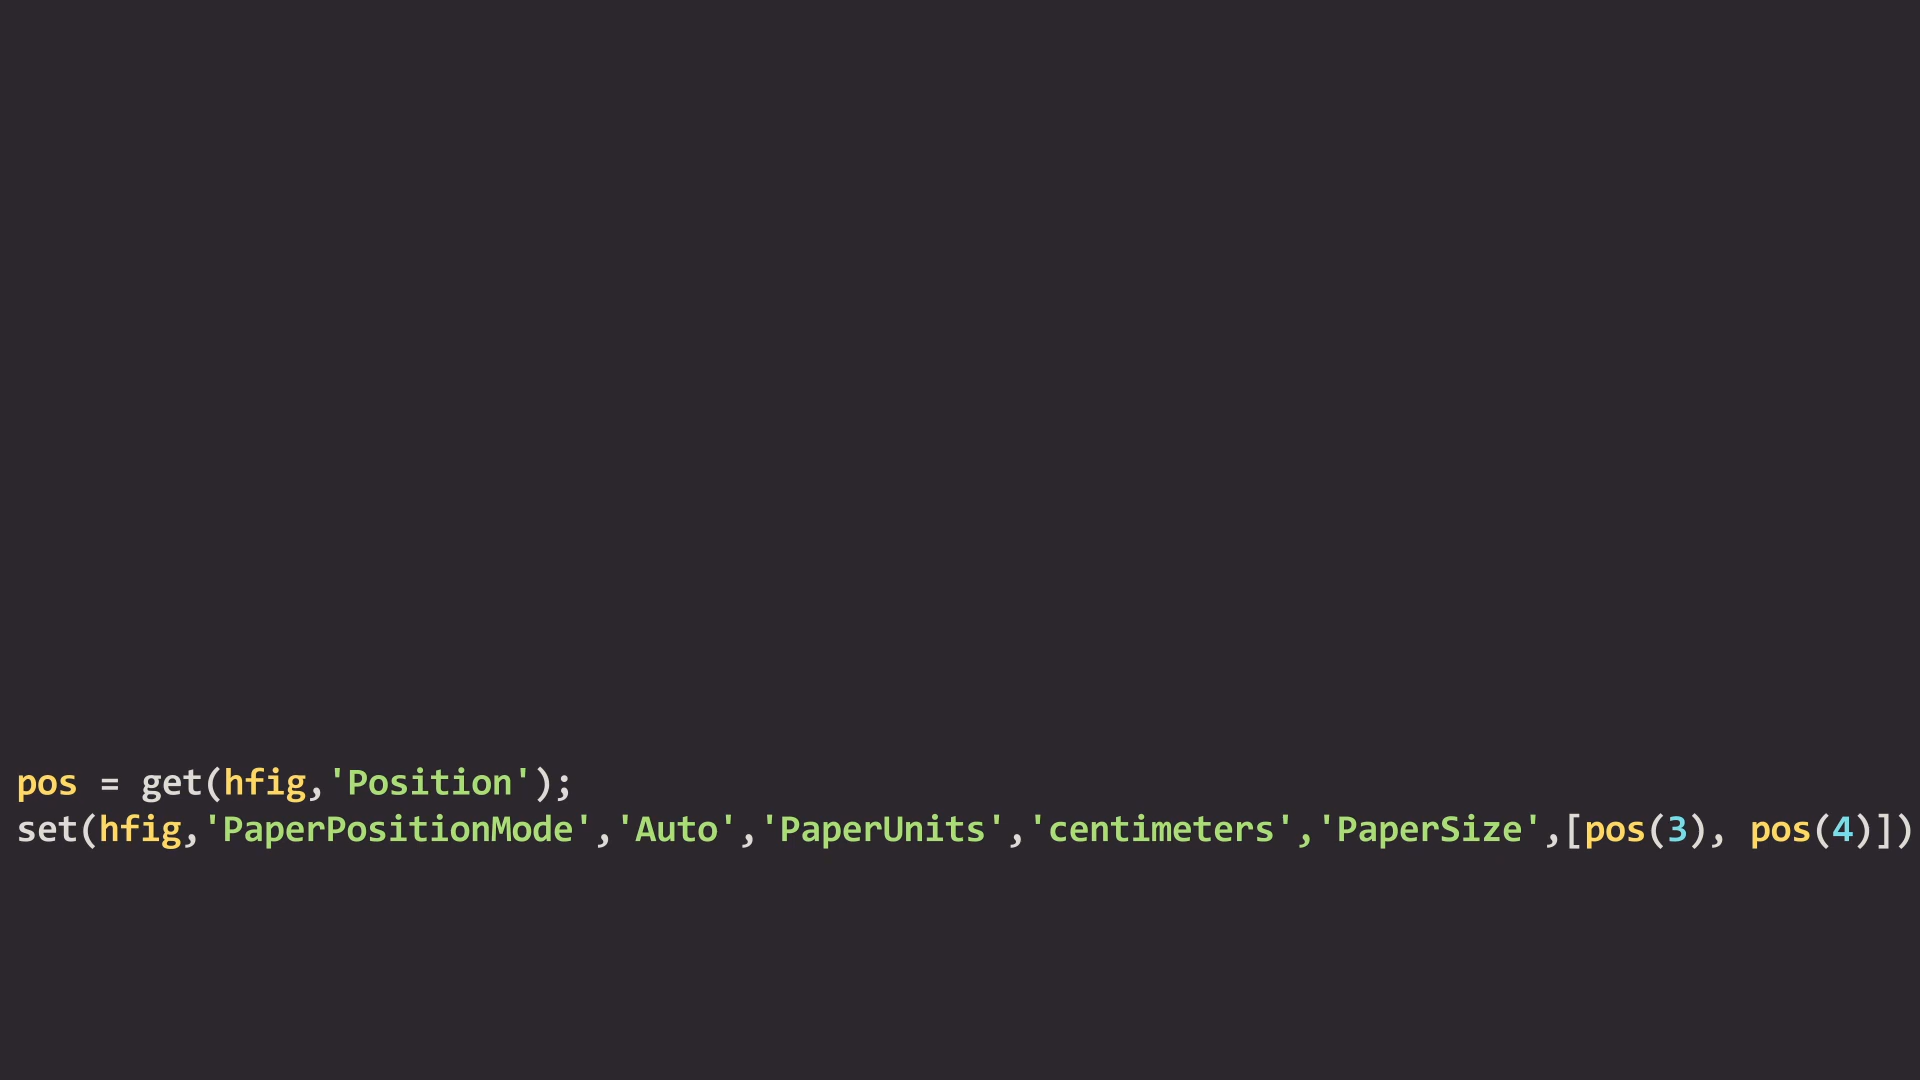 pos = get(hfig,'Position');
set(hfig,'PaperPositionMode','Auto','PaperUnits','centimeters','PaperSize',[pos(3), pos(4)])